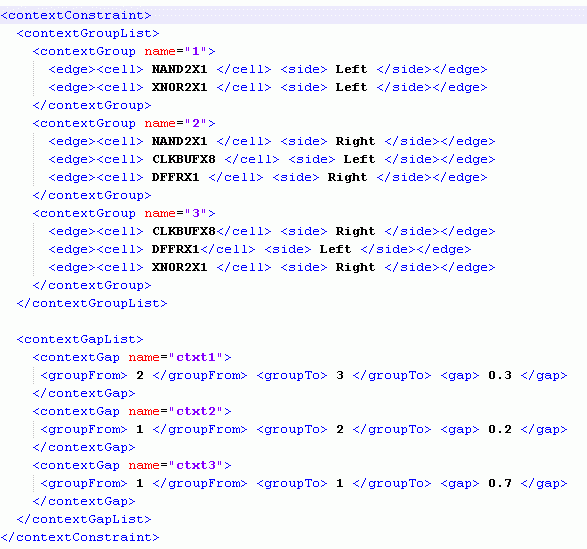 <contextConstraint>
<contextGroupList>
<contextGroup name="1">
<edge><cell> NAND2X1 </cell> <side> Left </side></edge>
<edge><cell> XNOR2X1 </cell> <side> Left </side></edge>
</contextGroup>
<contextGroup name="2">
<edge><cell> NAND2X1 </cell> <side> Right </side></edge>
<edge><cell> CLKBUFX8 </cell> <side> Left </side></edge>
<edge><cell> DFFRX1 </cell> <side> Right </side></edge>
</contextGroup>
<contextGroup name="3">
<edge><cell> CLKBUFX8</cell> <side> Right </side></edge>
<edge><cell> DFFRX1</cell> <side> Left </side></edge>
<edge><cell> XNOR2X1 </cell> <side> Right </side></edge>
</contextGroup>
</contextGroupList>
<contextGapList>
<contextGap name="ctxt1">
<groupFrom> 2 </groupFrom> <groupTo> 3 </groupTo> <gap> 0.3 </gap>
</contextGap>
<contextGap name="ctxt2">
<groupFrom> 1 </groupFrom> <groupTo> 2 </groupTo> <gap> 0.2 </gap>
</contextGap>
<contextGap name="ctxt3">
<groupFrom> 1 </groupFrom> <groupTo> 1 </groupTo> <gap> 0.7 </gap>
</contextGap>
</contextGapList>
</contextConstraint>